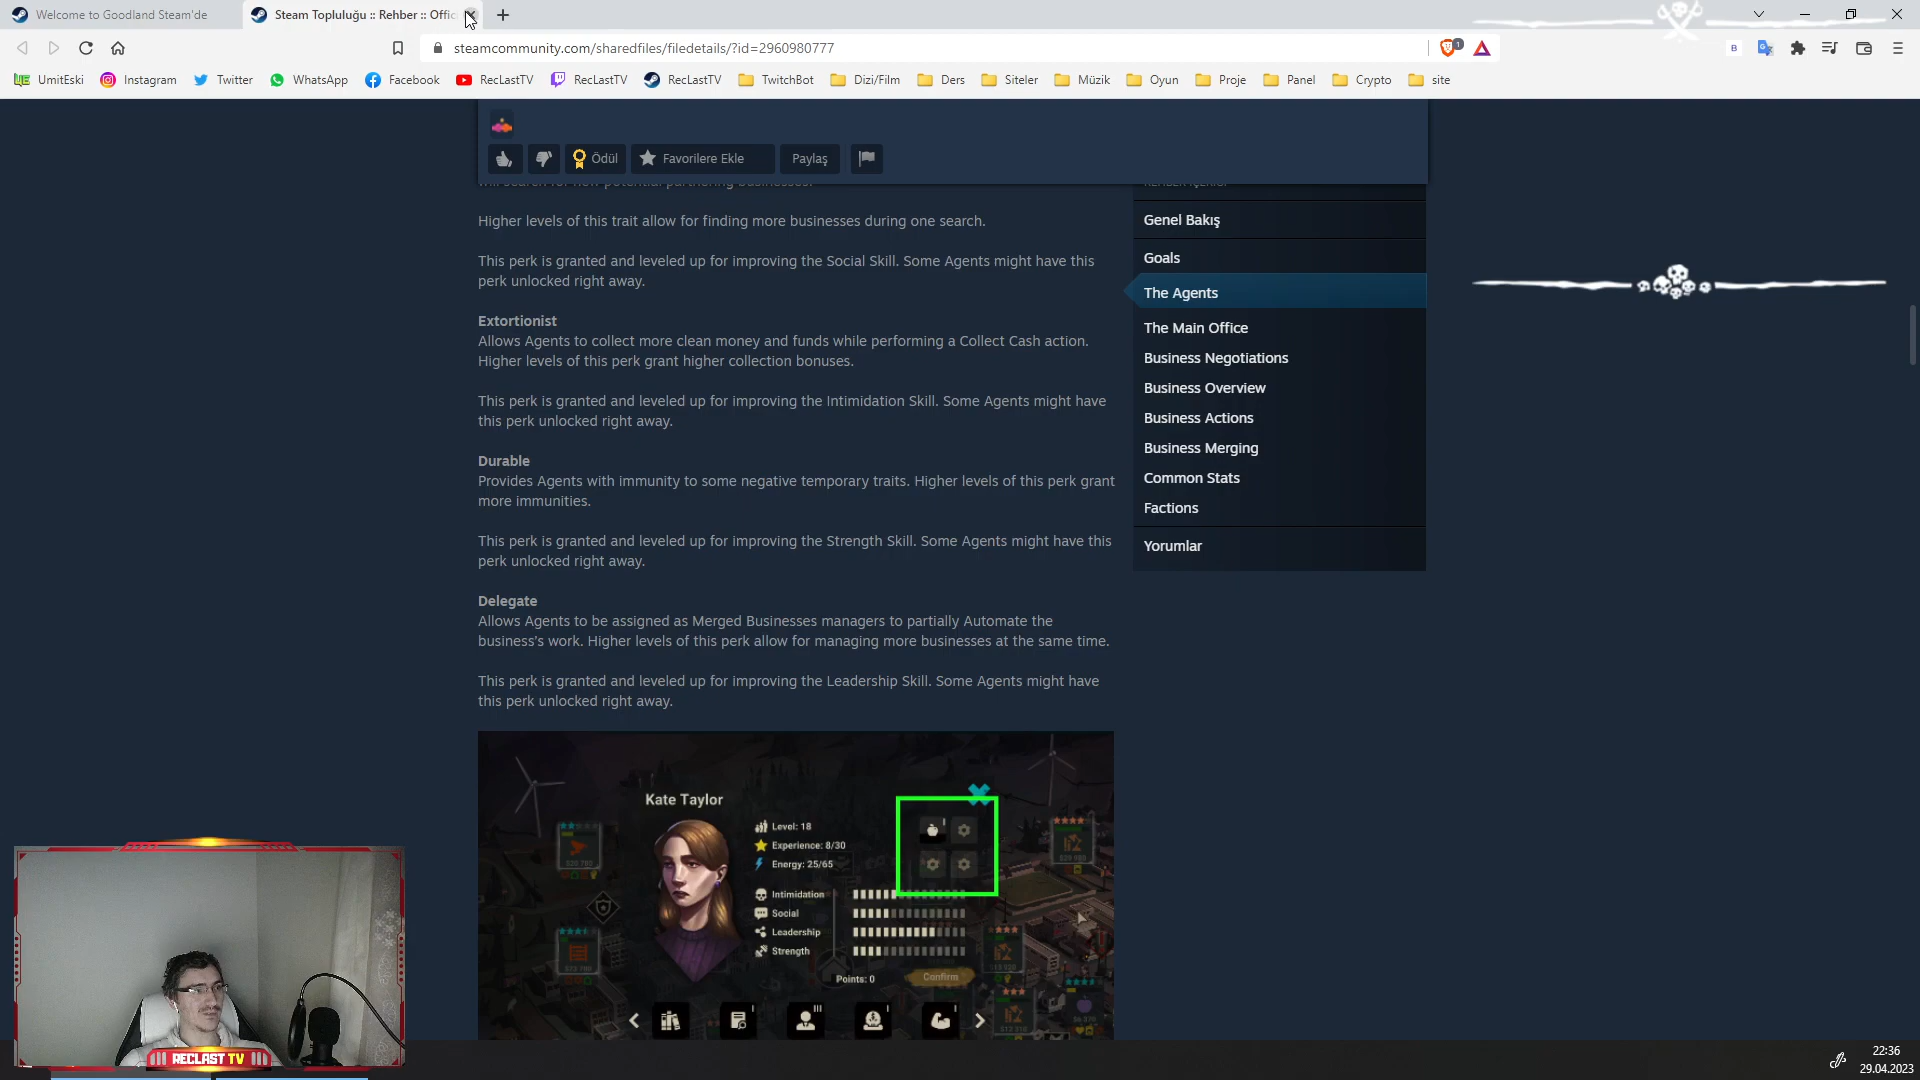 Welcome to Goodland Steam'de
Steam Topluluğu :: Rehber :: Offic
steamcommunity.com/sharedfiles/filedetails/?id=2960980777
1
B
UmitEski
Instagram
Twitter
WhatsApp
Facebook
RecLastTV
RecLastTV
RecLastTV
TwitchBot
Dizi/Film
Ders
Siteler
Müzik
Oyun
Proje
Panel
Crypto
site
Ödül
Favorilere Ekle
Paylaş
will search for new potential partnering businesses.
Higher levels of this trait allow for finding more businesses during one search.
This perk is granted and leveled up for improving the Social Skill. Some Agents might have this
perk unlocked right away.
Extortionist
Allows Agents to collect more clean money and funds while performing a Collect Cash action.
Higher levels of this perk grant higher collection bonuses.
This perk is granted and leveled up for improving the Intimidation Skill. Some Agents might have
this perk unlocked right away.
Durable
Provides Agents with immunity to some negative temporary traits. Higher levels of this perk grant
more immunities.
This perk is granted and leveled up for improving the Strength Skill. Some Agents might have this
perk unlocked right away.
Delegate
Allows Agents to be assigned as Merged Businesses managers to partially Automate the
business's work. Higher levels of this perk allow for managing more businesses at the same time.
This perk is granted and leveled up for improving the Leadership Skill. Some Agents might have
this perk unlocked right away.
REHBER İÇERİĞİ
Genel Bakış
Goals
The Agents
The Main Office
Business Negotiations
Business Overview
Business Actions
Business Merging
Common Stats
Factions
Yorumlar
Kate Taylor
Level: 18
Experience: 8/30
Energy: 25/65
Intimidation
Social
Leadership
Strength
Points: 0
Confirm
I
III
I
I
RECLAST TV
22:36
29.04.2023